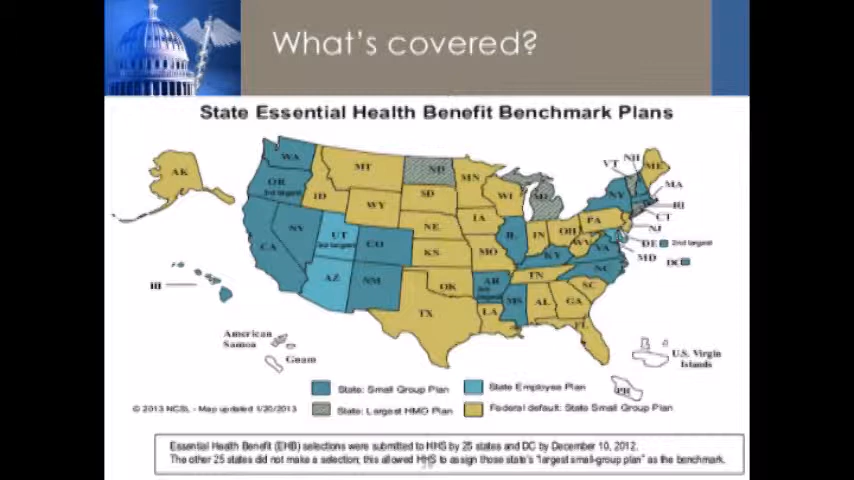 What's covered?
State Essential Health Benefit Benchmark Plans
AK
WA
MT
ND
MN
VT
NH
ME
OR
3rd largest
ID
SD
WI
MI
NY
MA
RI
WY
IA
PA
CT
NJ
NV
NE
IL
IN
OH
UT
CO
WV
VA
DE
2nd largest
MD
CA
KS
MO
KY
DC
AZ
NM
OK
AR
TN
NC
SC
HI
TX
LA
MS
AL
GA
FL
American
Samoa
Guam
U.S. Virgin
Islands
PR
State: Small Group Plan
State Employee Plan
© 2013 NCSL - Map updated 1/20/2013
State: Largest HMO Plan
Federal default: State Small Group Plan
Essential Health Benefit (EHB) selections were submitted to HHS by 25 states and DC by December 10, 2012.
The other 25 states did not make a selection; this allowed HHS to assign those state's "largest small-group plan" as the benchmark.